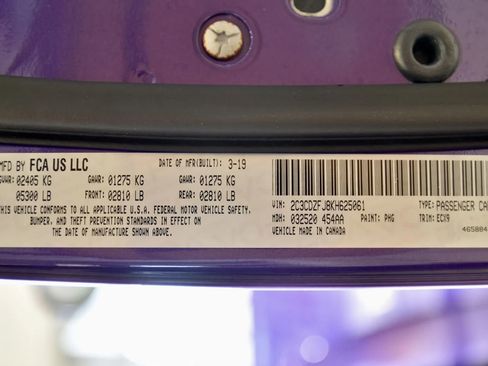 MFD BY FCA US LLC DATE OF MFR(BUILT): 3-19
GVWR: 02405 KG GAWR: 01275 KG GAWR: 01275 KG
05300 LB FRONT: 02810 LB REAR: 02810 LB
THIS VEHICLE CONFORMS TO ALL APPLICABLE U.S.A. FEDERAL MOTOR VEHICLE SAFETY,
BUMPER, AND THEFT PREVENTION STANDARDS IN EFFECT ON
THE DATE OF MANUFACTURE SHOWN ABOVE.
VIN: 2C3CDZFJ8KH625061 TYPE: PASSENGER CAR
MDH: 032520 454AA PAINT: PHG TRIM: ECX9
VEHICLE MADE IN CANADA